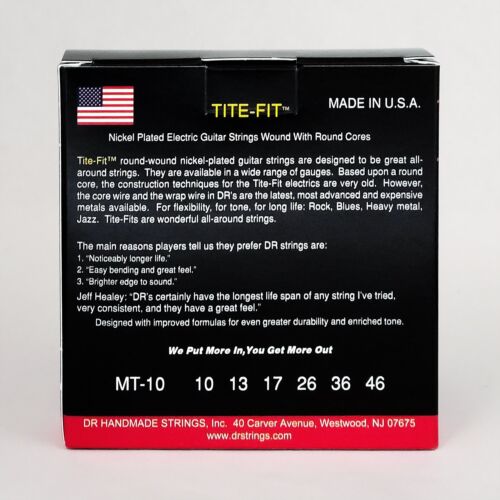 TITE-FIT™
MADE IN U.S.A.
Nickel Plated Electric Guitar Strings Wound With Round Cores
Tite-Fit™ round-wound nickel-plated guitar strings are designed to be great all-
around strings. They are available in a wide range of gauges. Based upon a round
core, the construction techniques for the Tite-Fit electrics are very old. However,
the core wire and the wrap wire in DR's are the latest, most advanced and expensive
metals available. For flexibility, for tone, for long life: Rock, Blues, Heavy metal,
Jazz. Tite-Fits are wonderful all-around strings.
The main reasons players tell us they prefer DR strings are:
1. "Noticeably longer life."
2. "Easy bending and great feel."
3. "Brighter edge to sound."
Jeff Healey: "DR's certainly have the longest life span of any string I've tried,
very consistent, and they have a great feel."
Designed with improved formulas for even greater durability and enriched tone.
We Put More In,You Get More Out
MT-10 10 13 17 26 36 46
DR HANDMADE STRINGS, Inc. 40 Carver Avenue, Westwood, NJ 07675
www.drstrings.com